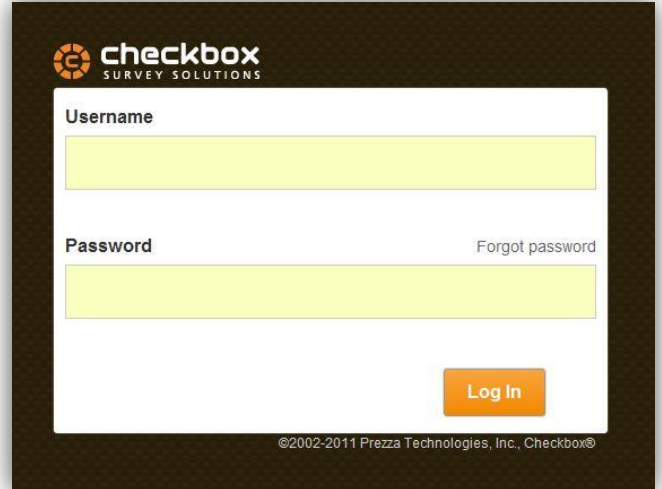 checkbox
SURVEY SOLUTIONS
Username
Password Forgot password
Log In
©2002-2011 Prezza Technologies, Inc., Checkbox®